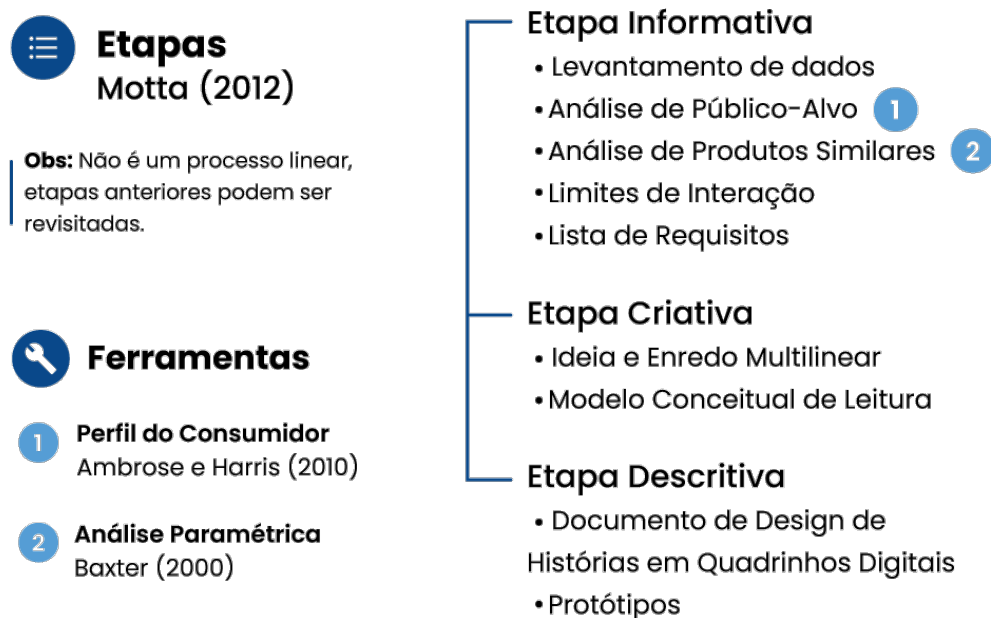 Etapas
Motta (2012)
Obs: Não é um processo linear,
etapas anteriores podem ser
revisitadas.
Ferramentas
1
Perfil do Consumidor
Ambrose e Harris (2010)
2
Análise Paramétrica
Baxter (2000)
Etapa Informativa
• Levantamento de dados
• Análise de Público-Alvo 1
• Análise de Produtos Similares 2
• Limites de Interação
• Lista de Requisitos
Etapa Criativa
• Ideia e Enredo Multilinear
• Modelo Conceitual de Leitura
Etapa Descritiva
• Documento de Design de
Histórias em Quadrinhos Digitais
• Protótipos